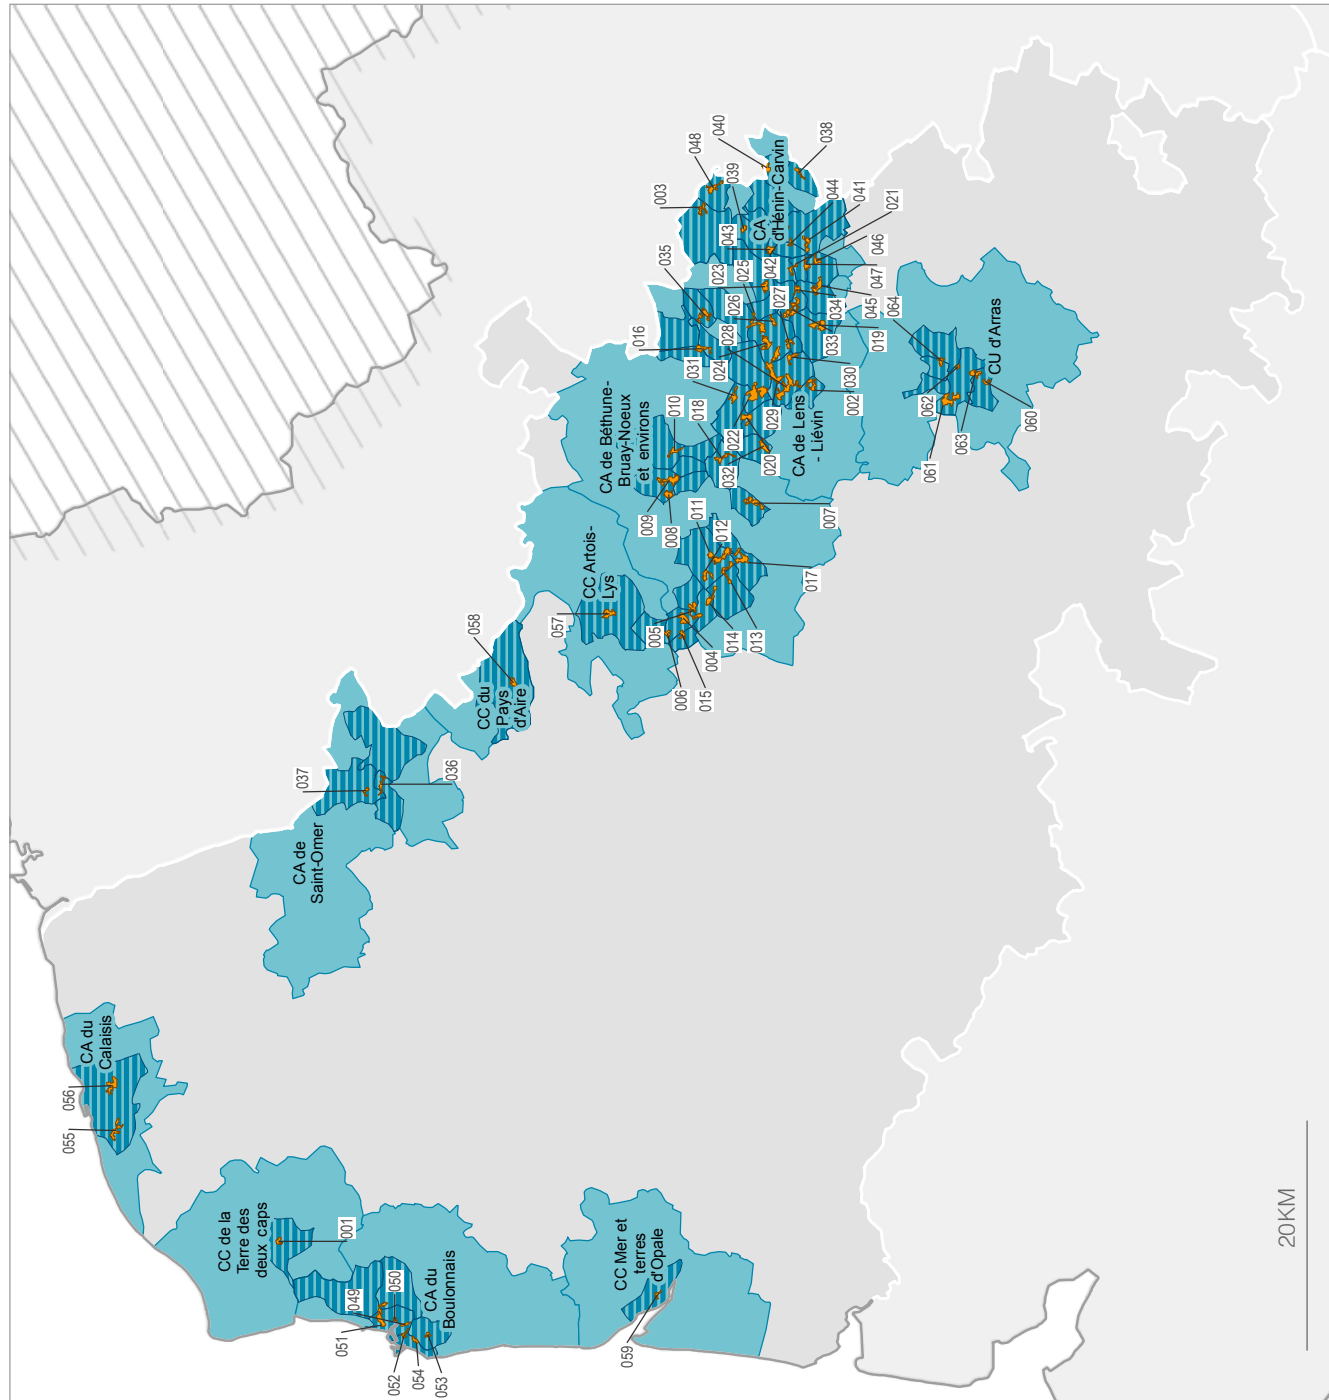 056
055
CA du
Calaisis
CC de la
Terre des
deux caps
001
049
050
051
CA du
Boulonnais
052
054
053
CC Mer et
terres
d'Opale
059
20KM
037
036
CA de
Saint-Omer
058
CC du
Pays
d'Aire
057
CC Artois-
Lys
005
006
015
004
014
013
017
012
011
007
CA de Béthune-
Bruay-Noeux
et environs
009
008
010
018
032
020
022
029
CA de Lens
- Liévin
002
030
031
024
028
016
035
023
026
025
027
042
033
019
034
045
064
047
046
021
041
044
043
003
039
048
040
038
CA
d'Hénin-Carvin
CU d'Arras
061
062
063
060